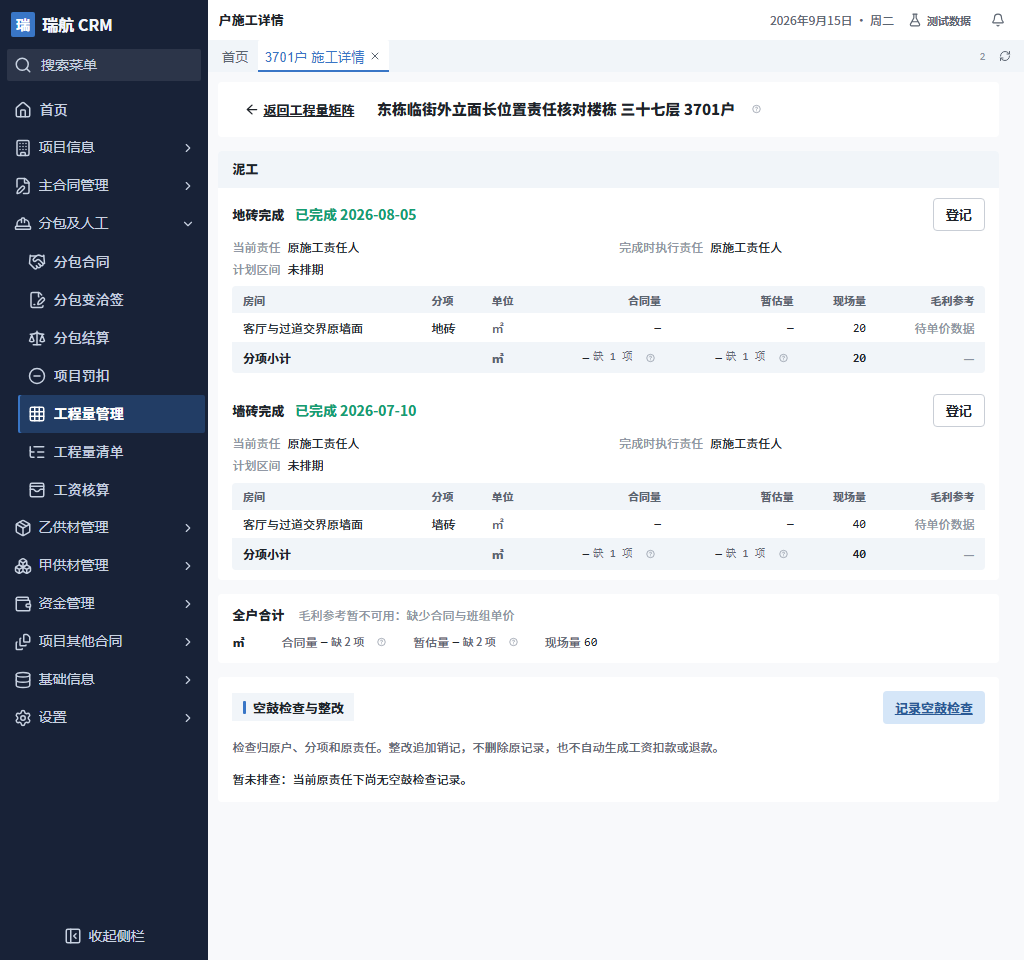 瑞 瑞航 CRM
搜索菜单
首页
项目信息
主合同管理
分包及人工
分包合同
分包变洽签
分包结算
项目罚扣
工程量管理
工程量清单
工资核算
乙供材管理
甲供材管理
资金管理
项目其他合同
基础信息
设置
收起侧栏
户施工详情
2026年9月15日 • 周二 测试数据
首页 3701户 施工详情 ×
2
← 返回工程量矩阵 东栋临街外立面长位置责任核对楼栋 三十七层 3701户
泥工
地砖完成 已完成 2026-08-05 登记
当前责任 原施工责任人 完成时执行责任 原施工责任人
计划区间 未排期
房间 分项 单位 合同量 暂估量 现场量 毛利参考
客厅与过道交界原墙面 地砖 ㎡ — — 20 待单价数据
分项小计 ㎡ — 缺 1 项 — 缺 1 项 20 —
墙砖完成 已完成 2026-07-10 登记
当前责任 原施工责任人 完成时执行责任 原施工责任人
计划区间 未排期
房间 分项 单位 合同量 暂估量 现场量 毛利参考
客厅与过道交界原墙面 墙砖 ㎡ — — 40 待单价数据
分项小计 ㎡ — 缺 1 项 — 缺 1 项 40 —
全户合计 毛利参考暂不可用：缺少合同与班组单价
㎡ 合同量 — 缺 2 项 暂估量 — 缺 2 项 现场量 60
空鼓检查与整改 记录空鼓检查
检查归原户、分项和原责任。整改追加销记，不删除原记录，也不自动生成工资扣款或退款。
暂未排查：当前原责任下尚无空鼓检查记录。